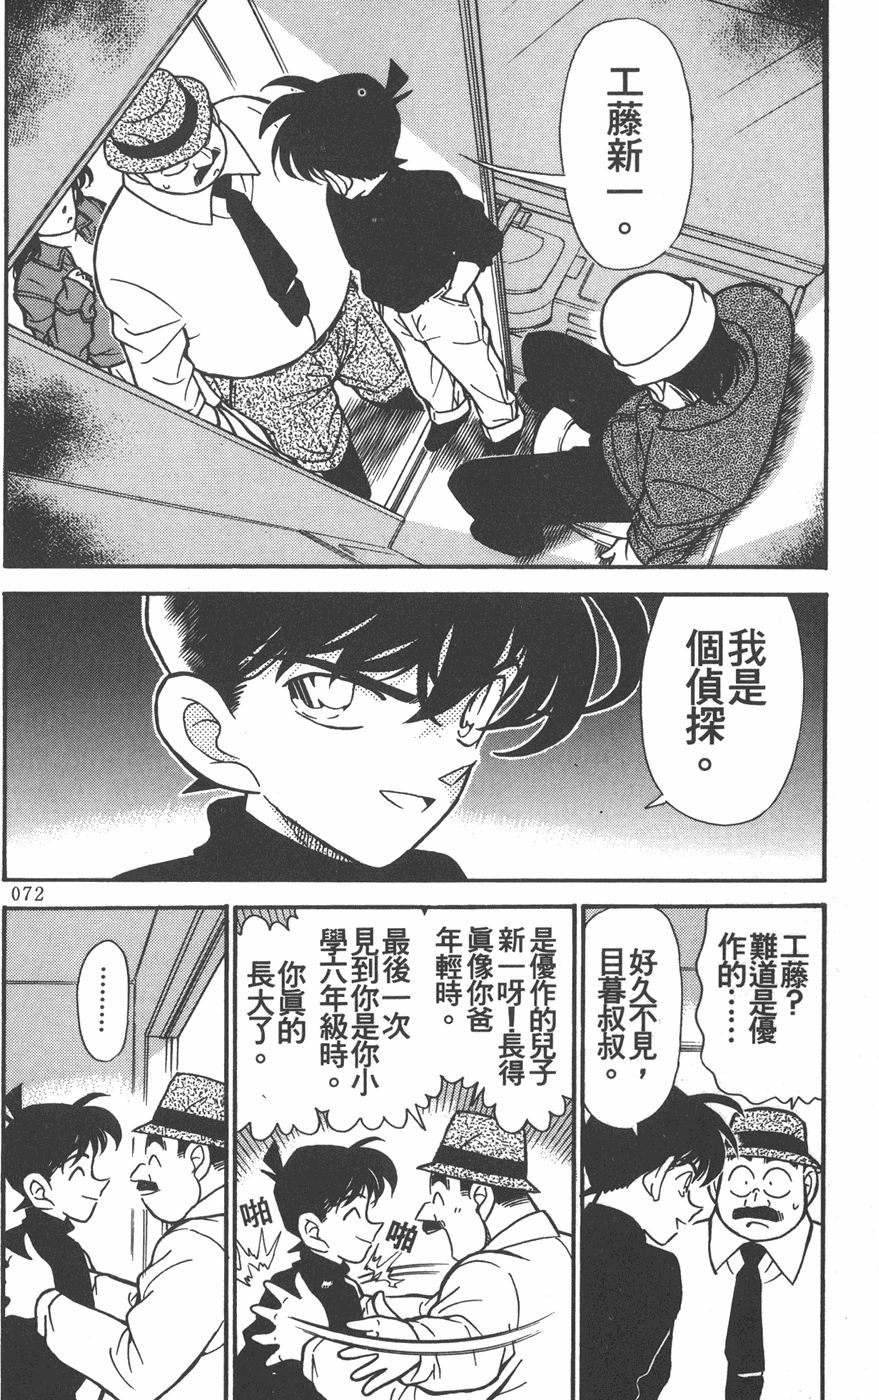 工藤新一。
我是
個偵探。
072
工藤？
難道是優
作的……
好久不見，
目暮叔叔。
是優作的兒子
新一呀！長得
眞像你爸
年輕時。
最後一次
見到你是你小
學六年級時。
你眞的
長大了。
啪
啪
………